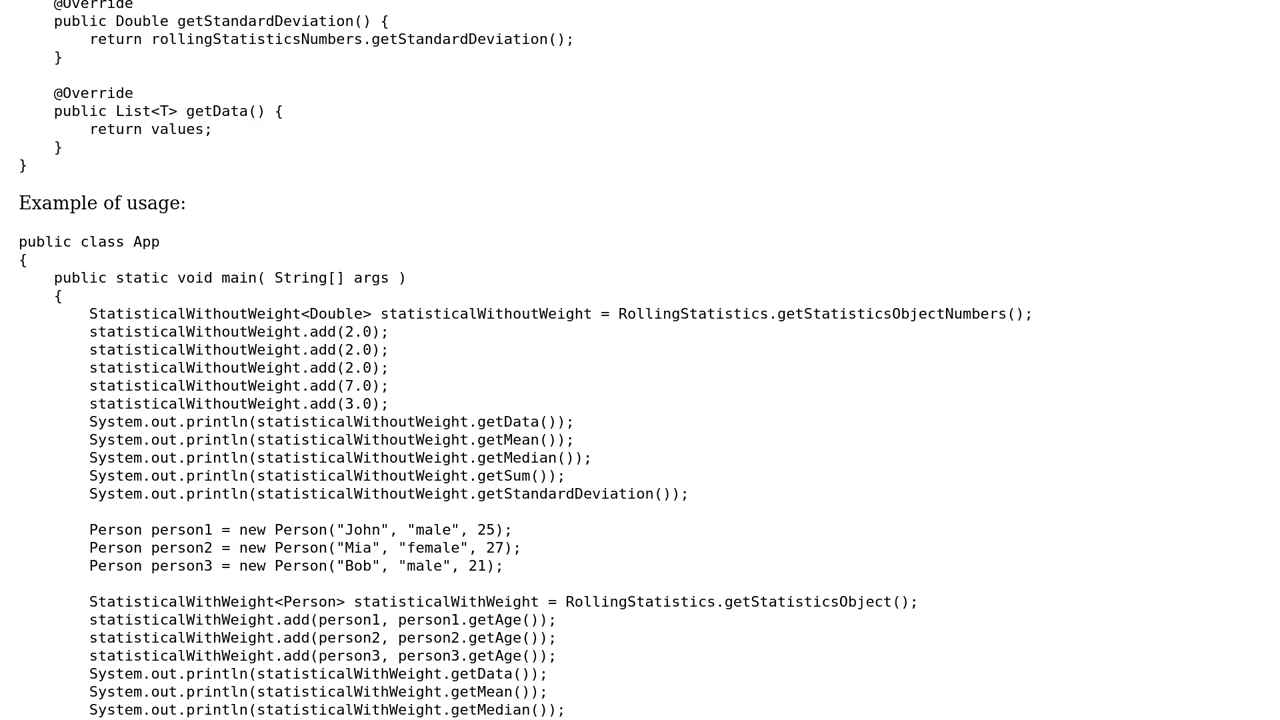 @Override
public Double getStandardDeviation() {
return rollingStatisticsNumbers.getStandardDeviation();
}
@Override
public List<T> getData() {
return values;
}
}
Example of usage:
public class App
{
public static void main( String[] args )
{
StatisticalWithoutWeight<Double> statisticalWithoutWeight = RollingStatistics.getStatisticsObjectNumbers();
statisticalWithoutWeight.add(2.0);
statisticalWithoutWeight.add(2.0);
statisticalWithoutWeight.add(2.0);
statisticalWithoutWeight.add(7.0);
statisticalWithoutWeight.add(3.0);
System.out.println(statisticalWithoutWeight.getData());
System.out.println(statisticalWithoutWeight.getMean());
System.out.println(statisticalWithoutWeight.getMedian());
System.out.println(statisticalWithoutWeight.getSum());
System.out.println(statisticalWithoutWeight.getStandardDeviation());
Person person1 = new Person("John", "male", 25);
Person person2 = new Person("Mia", "female", 27);
Person person3 = new Person("Bob", "male", 21);
StatisticalWithWeight<Person> statisticalWithWeight = RollingStatistics.getStatisticsObject();
statisticalWithWeight.add(person1, person1.getAge());
statisticalWithWeight.add(person2, person2.getAge());
statisticalWithWeight.add(person3, person3.getAge());
System.out.println(statisticalWithWeight.getData());
System.out.println(statisticalWithWeight.getMean());
System.out.println(statisticalWithWeight.getMedian());